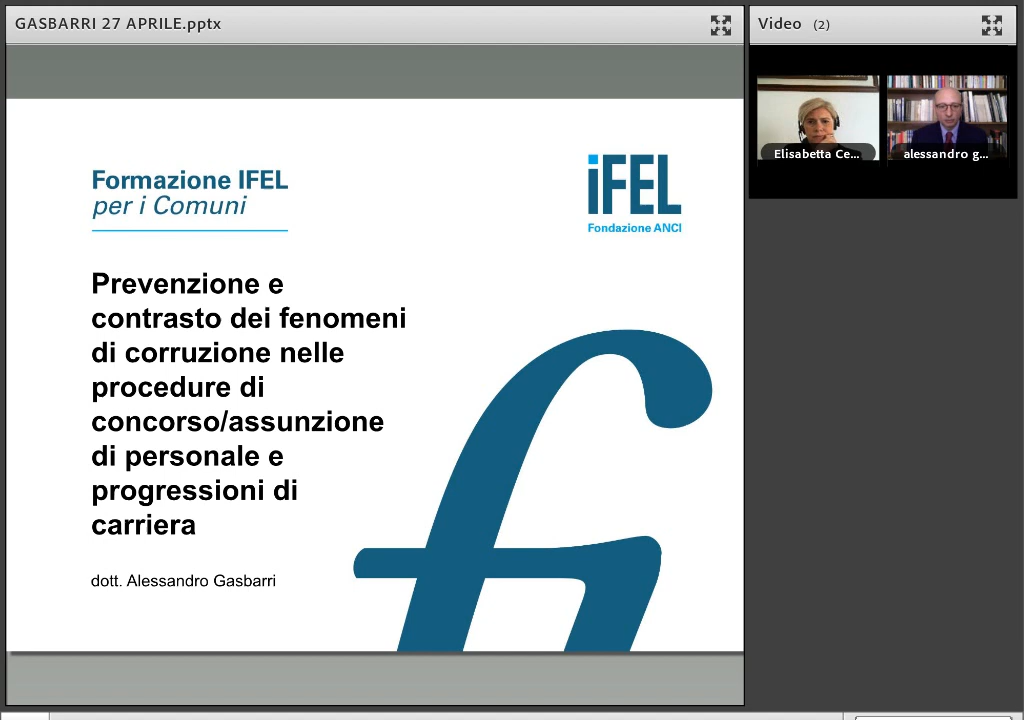 GASBARRI 27 APRILE.pptx
Video (2)
Elisabetta Ce...
alessandro g...
Formazione IFEL
per i Comuni
iFEL
Fondazione ANCI
Prevenzione e
contrasto dei fenomeni
di corruzione nelle
procedure di
concorso/assunzione
di personale e
progressioni di
carriera
dott. Alessandro Gasbarri